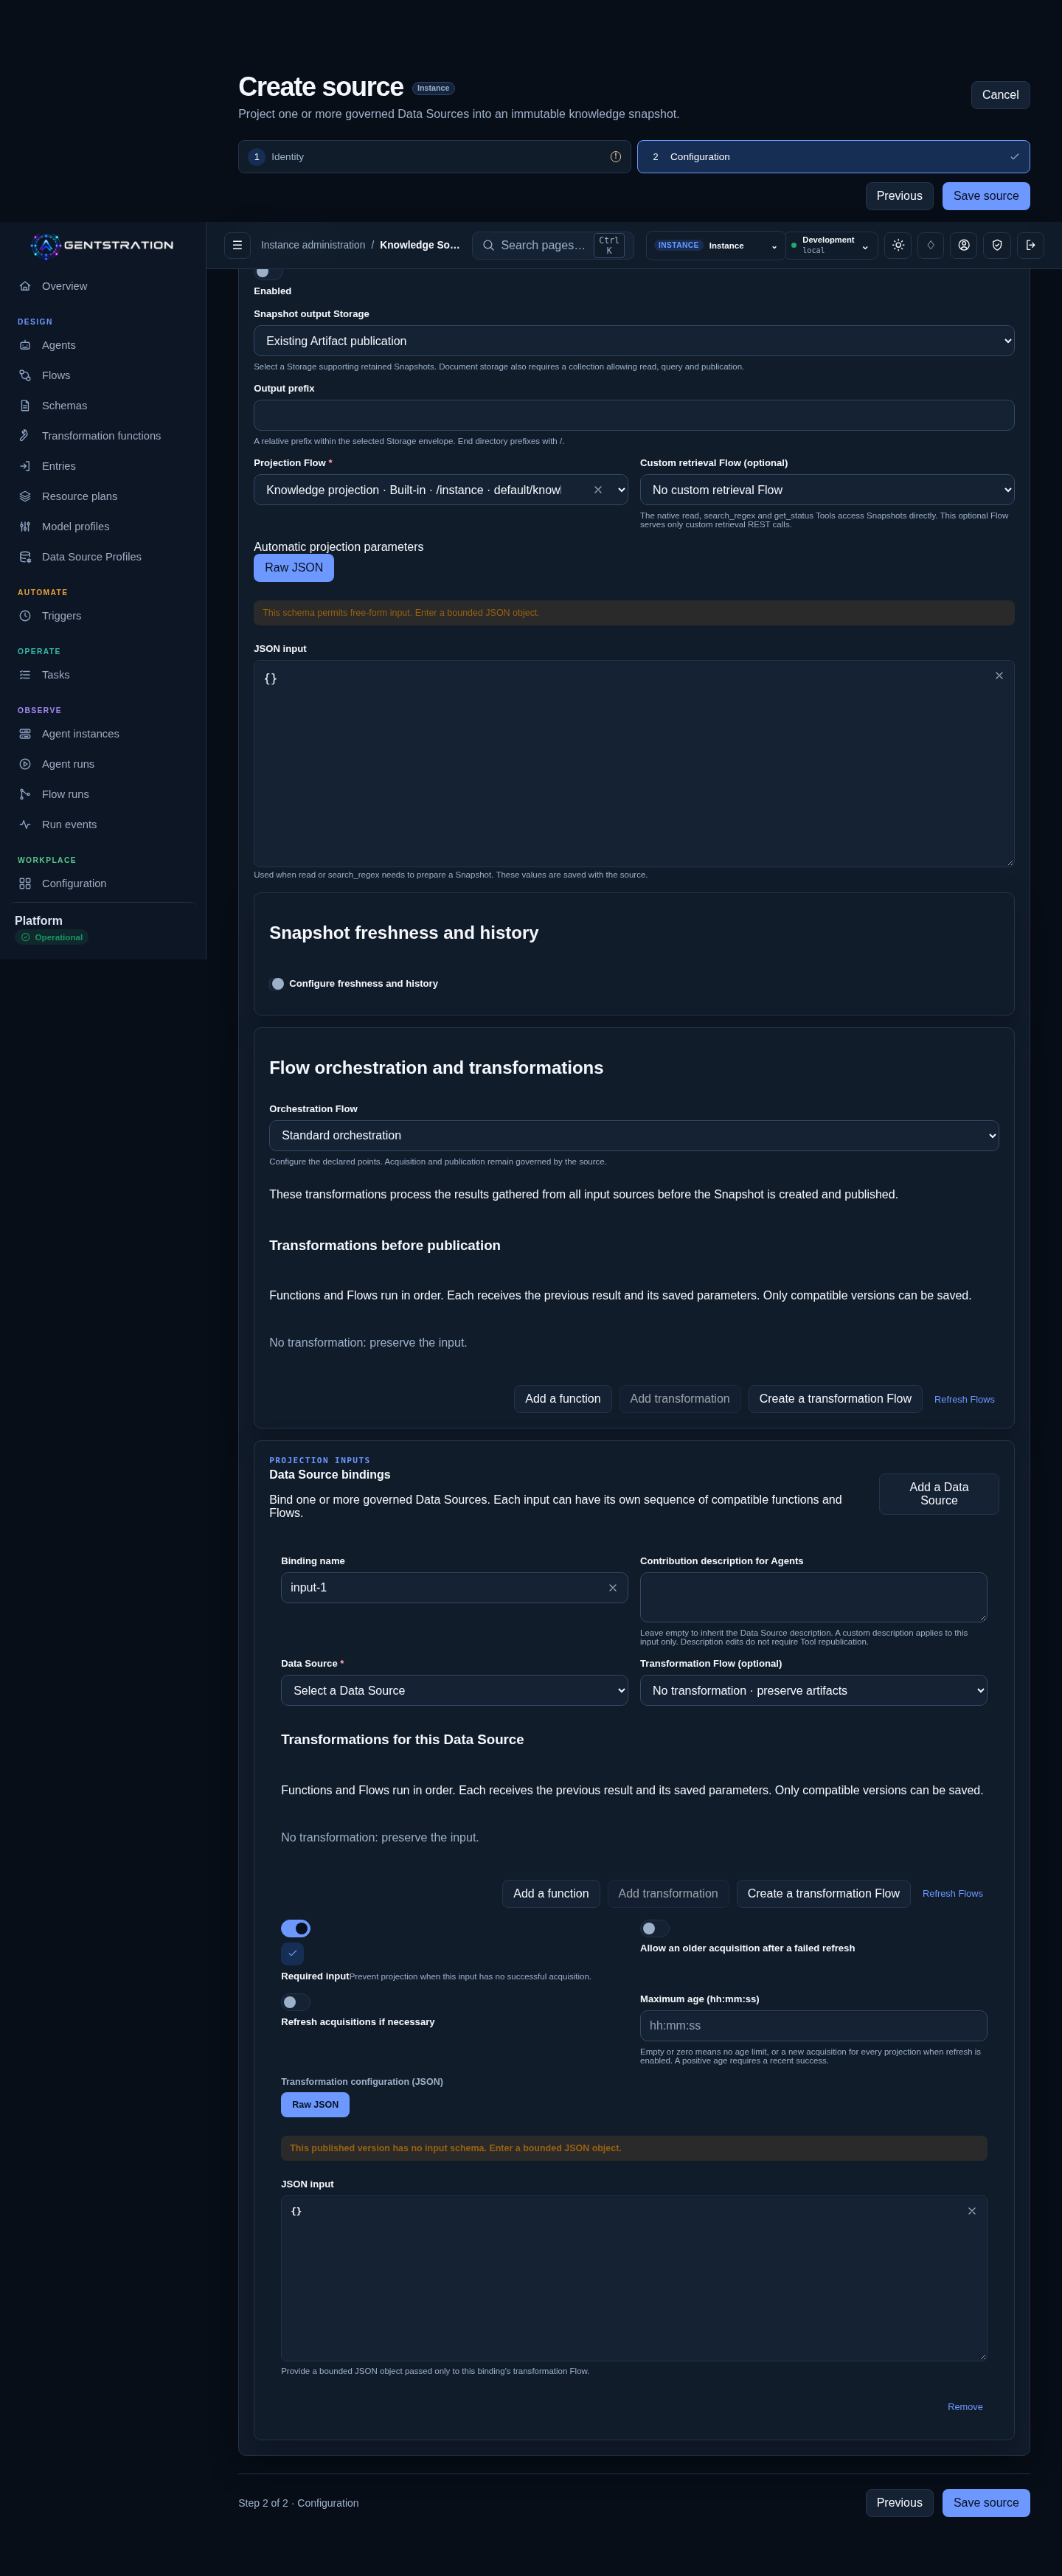 Create source
Instance
Project one or more governed Data Sources into an immutable knowledge snapshot.
Cancel
1 Identity
2 Configuration
Previous
Save source
GENTSTRATION
Instance administration / Knowledge So…
Search pages…
Ctrl
K
INSTANCE Instance
Development
local
Overview
DESIGN
Agents
Flows
Schemas
Transformation functions
Entries
Resource plans
Model profiles
Data Source Profiles
AUTOMATE
Triggers
OPERATE
Tasks
OBSERVE
Agent instances
Agent runs
Flow runs
Run events
WORKPLACE
Configuration
Platform
Operational
Enabled
Snapshot output Storage
Existing Artifact publication
Select a Storage supporting retained Snapshots. Document storage also requires a collection allowing read, query and publication.
Output prefix
A relative prefix within the selected Storage envelope. End directory prefixes with /.
Projection Flow *
Knowledge projection · Built-in · /instance · default/knowl
Custom retrieval Flow (optional)
No custom retrieval Flow
The native read, search_regex and get_status Tools access Snapshots directly. This optional Flow
serves only custom retrieval REST calls.
Automatic projection parameters
Raw JSON
This schema permits free-form input. Enter a bounded JSON object.
JSON input
{}
Used when read or search_regex needs to prepare a Snapshot. These values are saved with the source.
Snapshot freshness and history
Configure freshness and history
Flow orchestration and transformations
Orchestration Flow
Standard orchestration
Configure the declared points. Acquisition and publication remain governed by the source.
These transformations process the results gathered from all input sources before the Snapshot is created and published.
Transformations before publication
Functions and Flows run in order. Each receives the previous result and its saved parameters. Only compatible versions can be saved.
No transformation: preserve the input.
Add a function
Add transformation
Create a transformation Flow
Refresh Flows
PROJECTION INPUTS
Data Source bindings
Bind one or more governed Data Sources. Each input can have its own sequence of compatible functions and
Flows.
Add a Data
Source
Binding name
input-1
Contribution description for Agents
Leave empty to inherit the Data Source description. A custom description applies to this
input only. Description edits do not require Tool republication.
Data Source *
Select a Data Source
Transformation Flow (optional)
No transformation · preserve artifacts
Transformations for this Data Source
Functions and Flows run in order. Each receives the previous result and its saved parameters. Only compatible versions can be saved.
No transformation: preserve the input.
Add a function
Add transformation
Create a transformation Flow
Refresh Flows
Required inputPrevent projection when this input has no successful acquisition.
Allow an older acquisition after a failed refresh
Refresh acquisitions if necessary
Maximum age (hh:mm:ss)
hh:mm:ss
Empty or zero means no age limit, or a new acquisition for every projection when refresh is
enabled. A positive age requires a recent success.
Transformation configuration (JSON)
Raw JSON
This published version has no input schema. Enter a bounded JSON object.
JSON input
{}
Provide a bounded JSON object passed only to this binding's transformation Flow.
Remove
Step 2 of 2 · Configuration
Previous
Save source